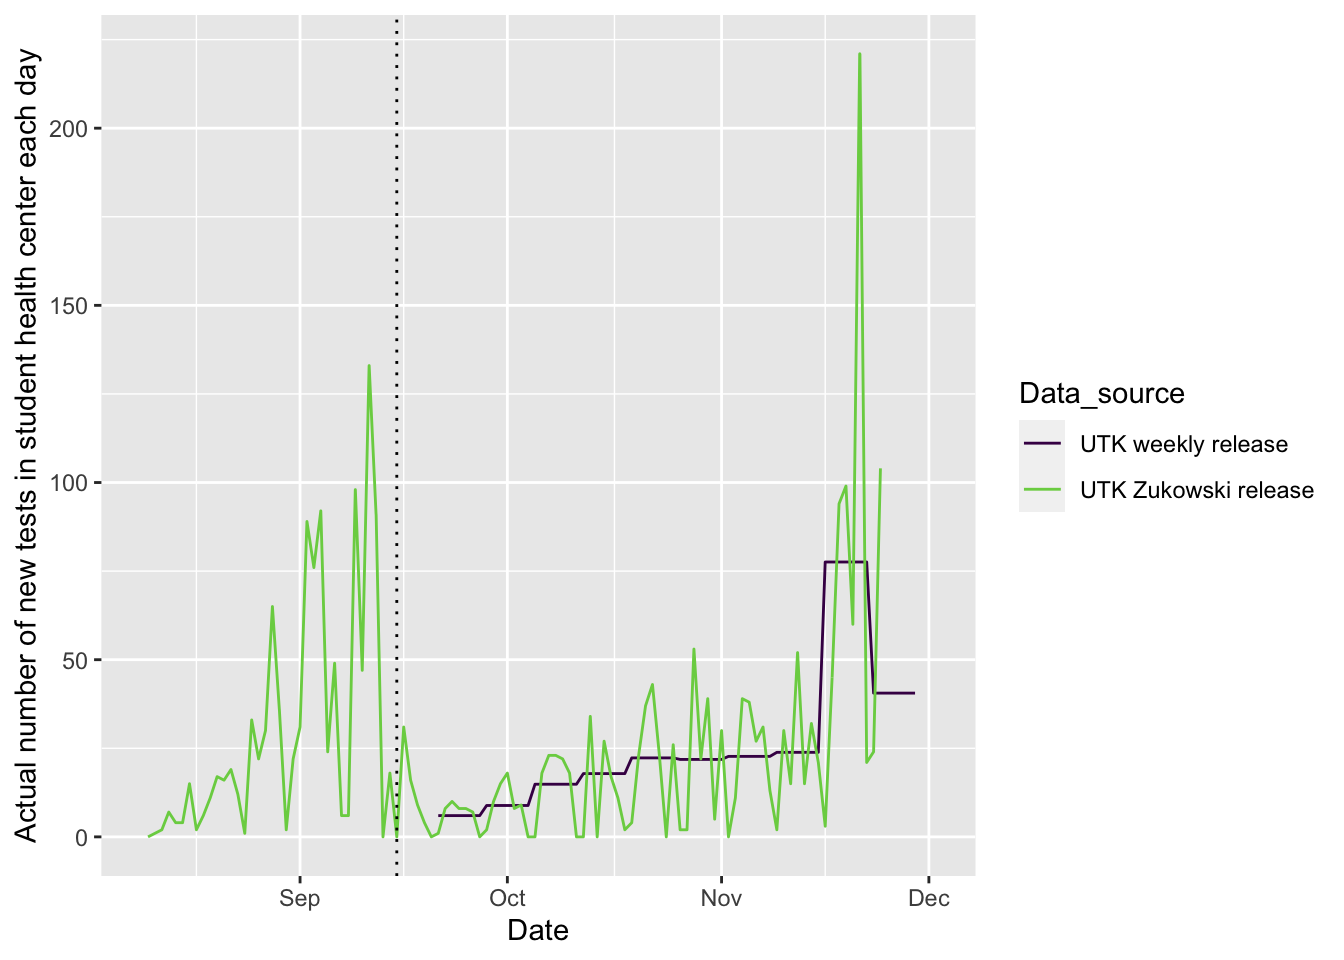 Actual number of new tests in student health center each day
200
150
100
50
0
Sep
Oct
Nov
Dec
Date
Data_source
UTK weekly release
UTK Zukowski release